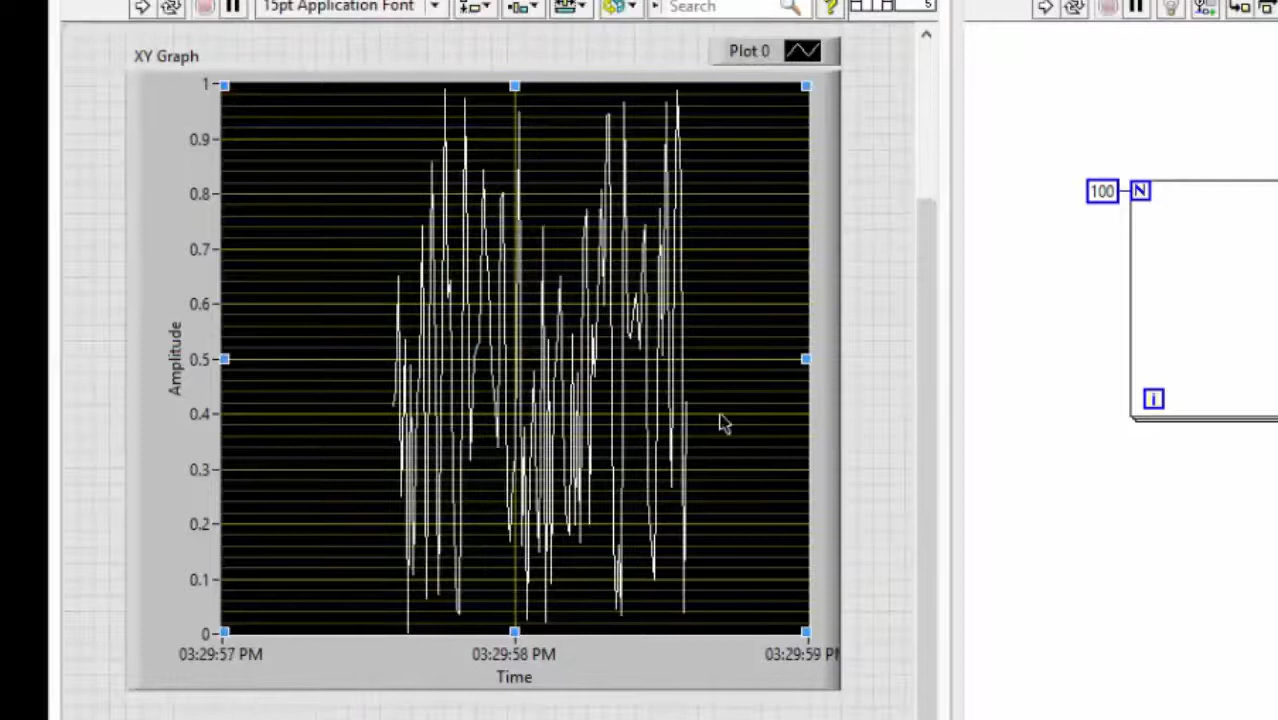 15pt Application Font
Search
?
5
XY Graph
Plot 0
1
0.9
0.8
0.7
0.6
0.5
0.4
0.3
0.2
0.1
0
Amplitude
03:29:57 PM
03:29:58 PM
03:29:59 PM
Time
100
N
i